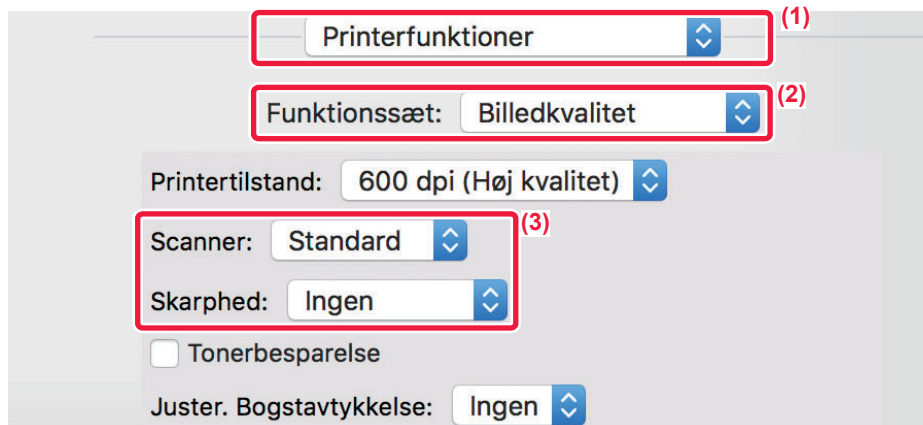 Printerfunktioner (1)
Funktionssæt: Billedkvalitet (2)
Printertilstand: 600 dpi (Høj kvalitet)
Scanner: Standard (3)
Skarphed: Ingen
Tonerbesparelse
Juster. Bogstavtykkelse: Ingen